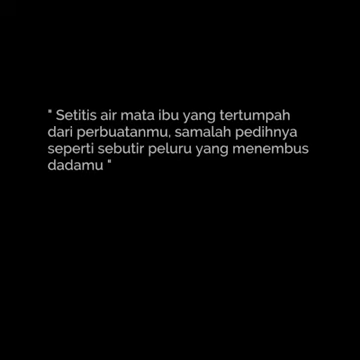 " Setitis air mata ibu yang tertumpah
dari perbuatanmu, samalah pedihnya
seperti sebutir peluru yang menembus
dadamu "